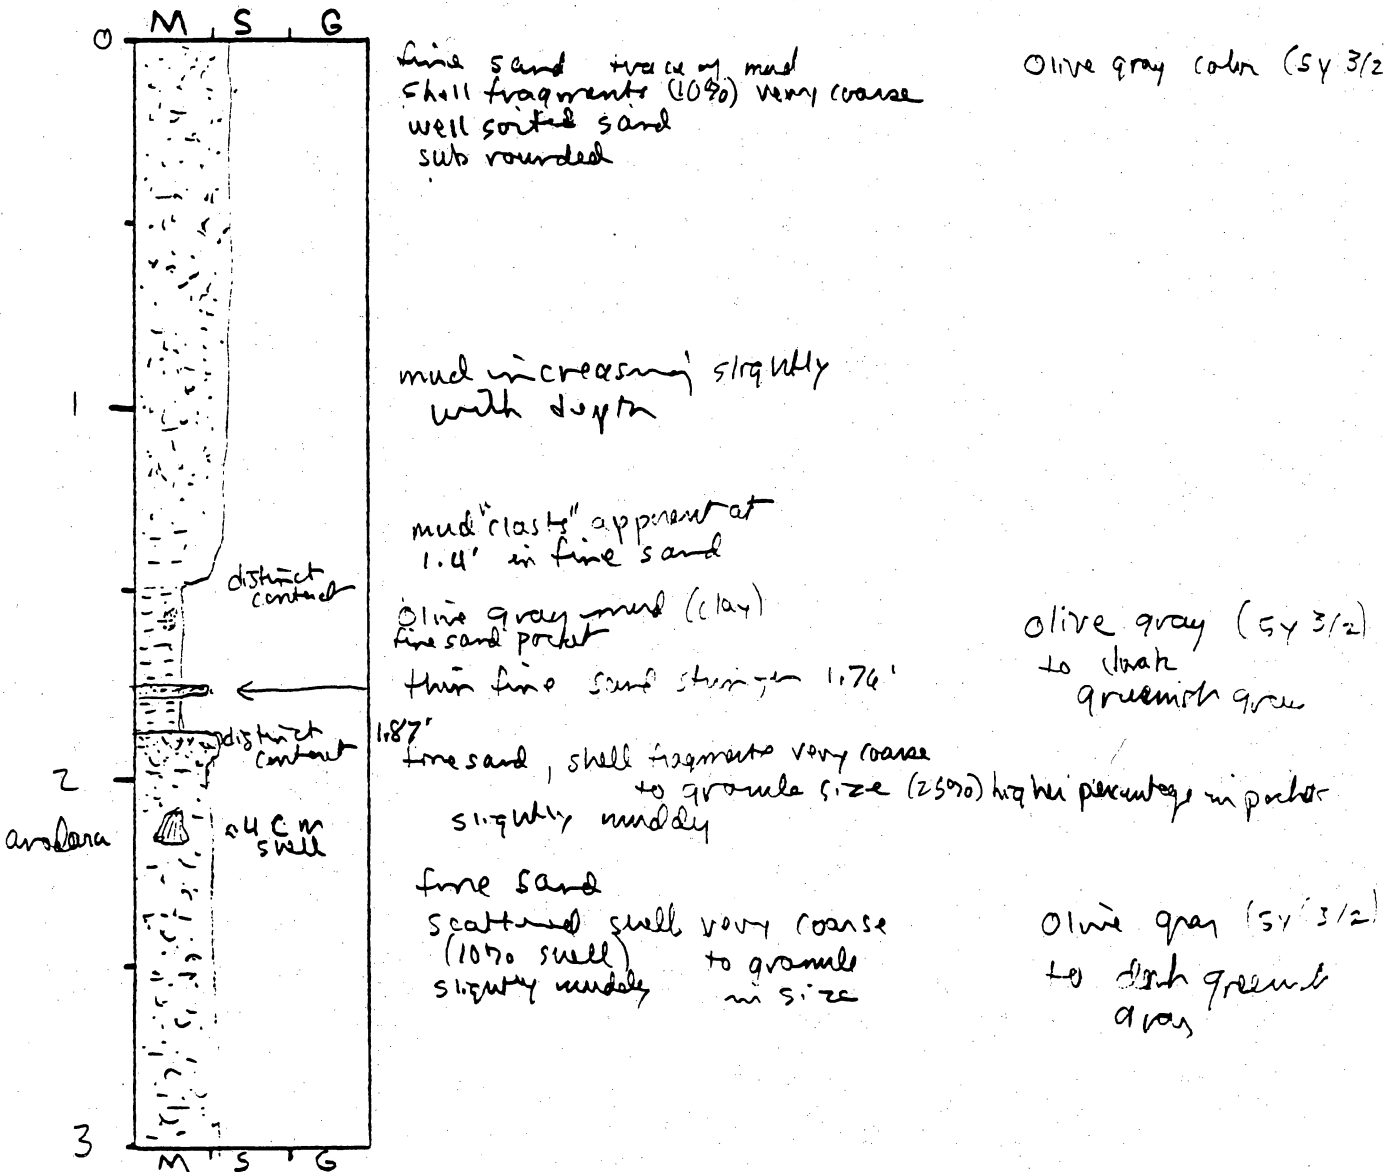 M S G
0
fine sand trace of mud
Olive gray color (5Y 3/2
shell fragments (10%) very coarse
well sorted sand
sub rounded
mud increasing slightly
1
with depth
mud "clasts" apparent at
1.4' in fine sand
distinct
contact
Olive gray mud (clay)
fine sand pocket
Olive gray (5Y 3/2)
to dark
greenish gray
thin fine sand stringer 1.76'
1.87'
distinct
contact
fine sand, shell fragments very coarse
to granule size (25%) higher percentage in pocket
slightly muddy
2
4 cm
shell
fine sand
scattered shell very coarse
(10% shell) to granule
slightly muddy in size
Olive gray (5Y 3/2)
to dark greenish
gray
3
M S G